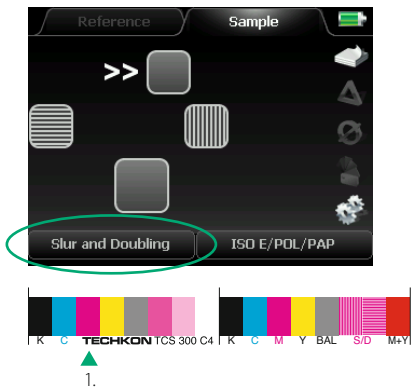 Reference Sample
>>
Slur and Doubling ISO E/POL/PAP
K C TECHKON TCS 300 C4 K C M Y BAL S/D M+Y
1.